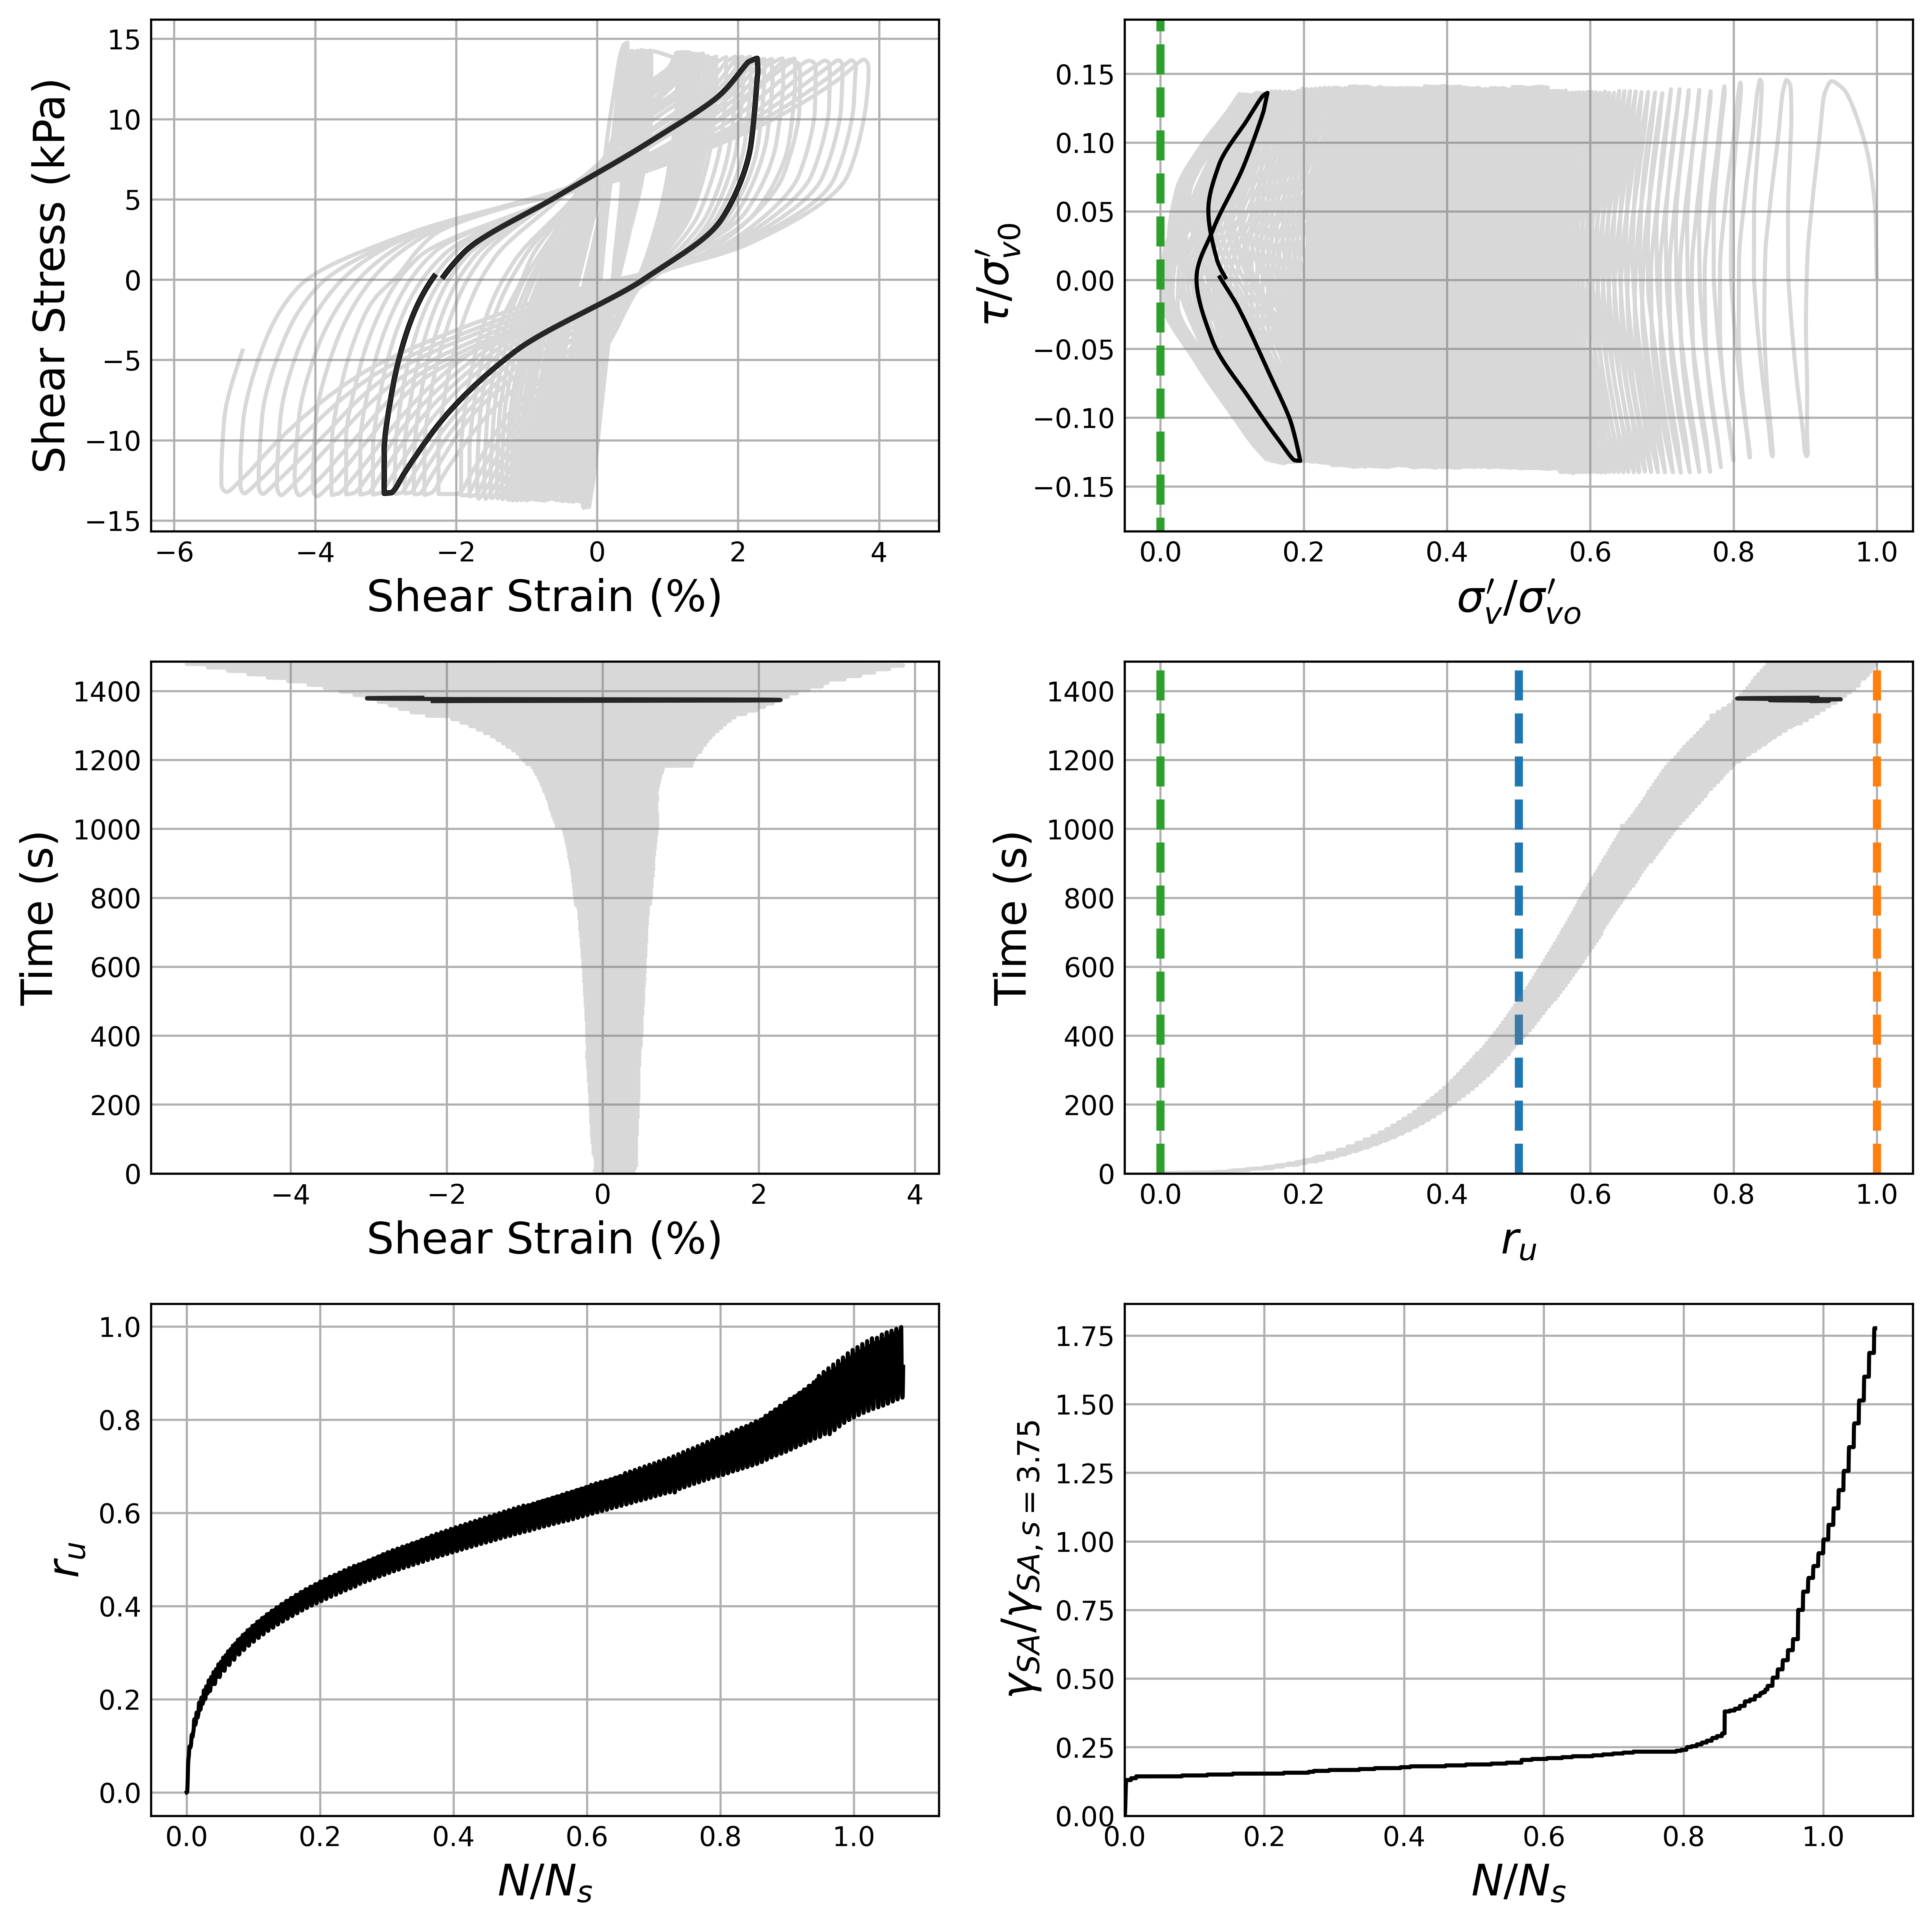 15
10
5
0
−5
−10
−15
Shear Stress (kPa)
−6 −4 −2 0 2 4
Shear Strain (%)
0.15
0.10
0.05
0.00
−0.05
−0.10
−0.15
τ/σ′v0
0.0 0.2 0.4 0.6 0.8 1.0
σ′v/σ′vo
1400
1200
1000
800
600
400
200
0
Time (s)
−4 −2 0 2 4
Shear Strain (%)
1400
1200
1000
800
600
400
200
0
Time (s)
0.0 0.2 0.4 0.6 0.8 1.0
ru
1.0
0.8
0.6
0.4
0.2
0.0
ru
0.0 0.2 0.4 0.6 0.8 1.0
N/Ns
1.75
1.50
1.25
1.00
0.75
0.50
0.25
0.00
γSA/γSA, s = 3.75
0.0 0.2 0.4 0.6 0.8 1.0
N/Ns